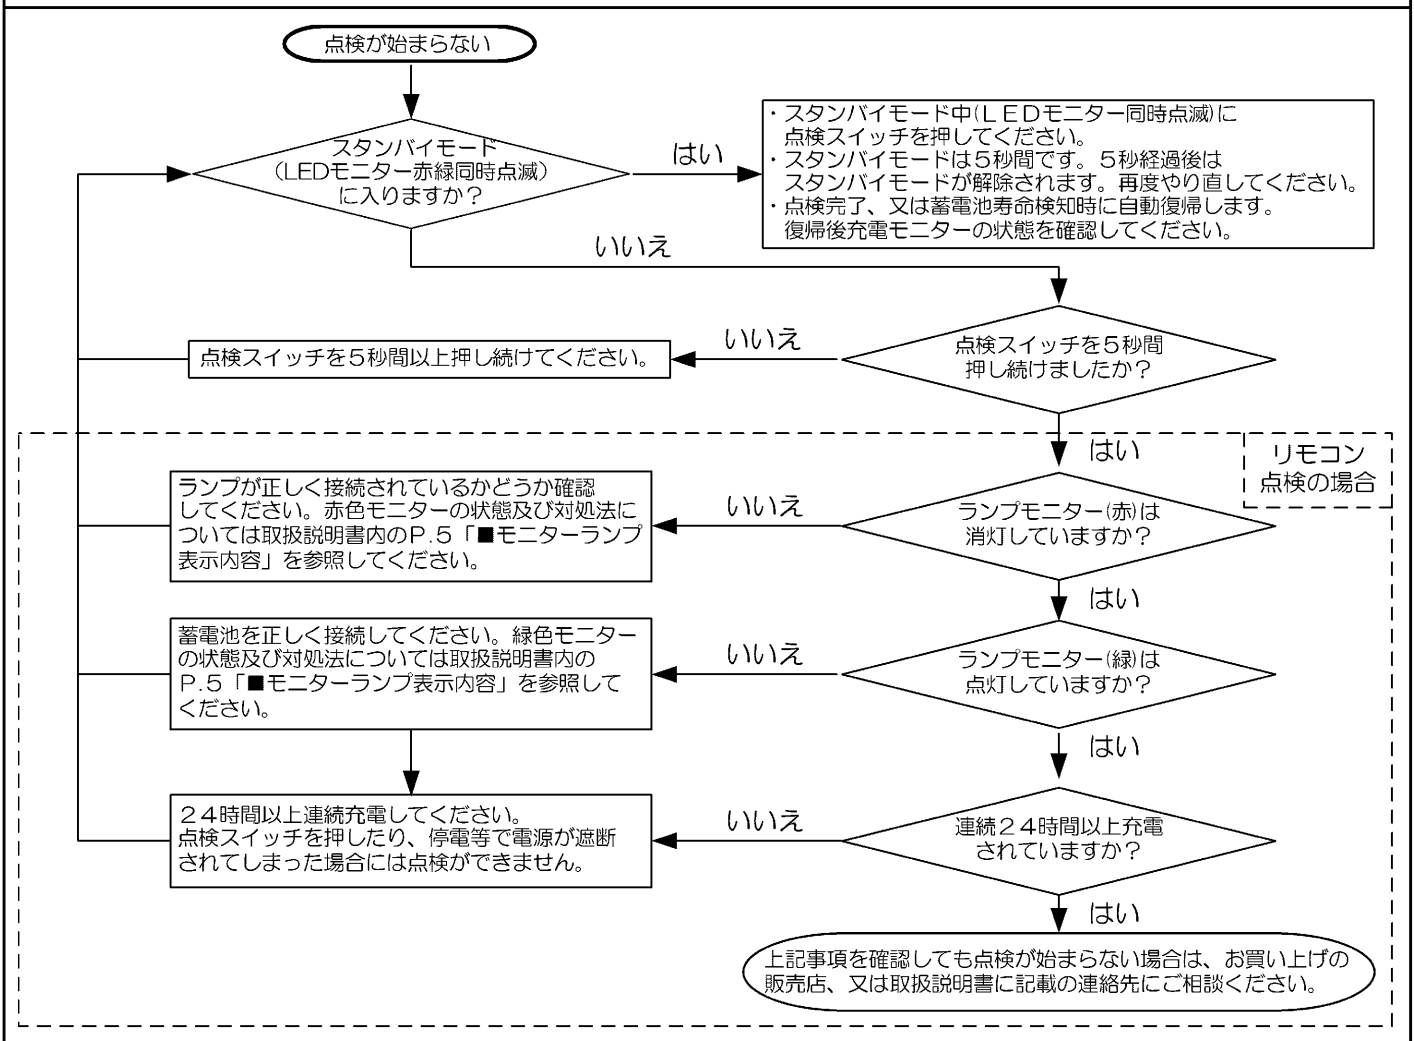 点検が始まらない
スタンバイモード
(LEDモニター赤緑同時点滅)
に入りますか？
はい
・スタンバイモード中(ＬＥＤモニター同時点滅)に
点検スイッチを押してください。
・スタンバイモードは５秒間です。５秒経過後は
スタンバイモードが解除されます。再度やり直してください。
・点検完了、又は蓄電池寿命検知時に自動復帰します。
復帰後充電モニターの状態を確認してください。
いいえ
点検スイッチを５秒間
押し続けましたか？
いいえ
点検スイッチを５秒間以上押し続けてください。
はい
リモコン
点検の場合
ランプモニター(赤)は
消灯していますか？
いいえ
ランプが正しく接続されているかどうか確認
してください。赤色モニターの状態及び対処法に
ついては取扱説明書内のＰ.５「■モニターランプ
表示内容」を参照してください。
はい
ランプモニター(緑)は
点灯していますか？
いいえ
蓄電池を正しく接続してください。緑色モニター
の状態及び対処法については取扱説明書内の
Ｐ.５「■モニターランプ表示内容」を参照して
ください。
はい
連続２４時間以上充電
されていますか？
いいえ
２４時間以上連続充電してください。
点検スイッチを押したり、停電等で電源が遮断
されてしまった場合には点検ができません。
はい
上記事項を確認しても点検が始まらない場合は、お買い上げの
販売店、又は取扱説明書に記載の連絡先にご相談ください。